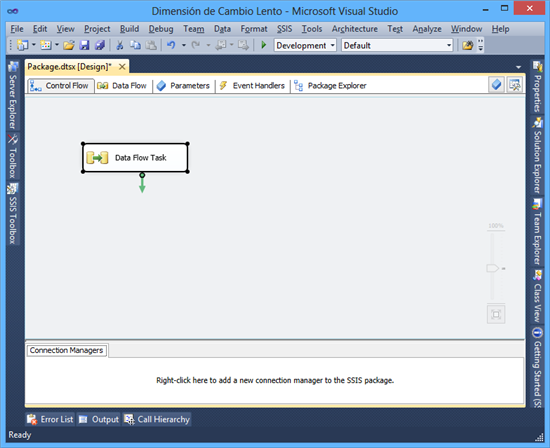 Dimensión de Cambio Lento - Microsoft Visual Studio
File Edit View Project Build Debug Team Data Format SSIS Tools Architecture Test Analyze Window Help
Development Default
Package.dtsx [Design]*
Control Flow Data Flow Parameters Event Handlers Package Explorer
Server Explorer
Toolbox
SSIS Toolbox
Data Flow Task
100%
Properties
Solution Explorer
Team Explorer
Class View
Getting Started (SS
Connection Managers
Right-click here to add a new connection manager to the SSIS package.
Error List Output Call Hierarchy
Ready